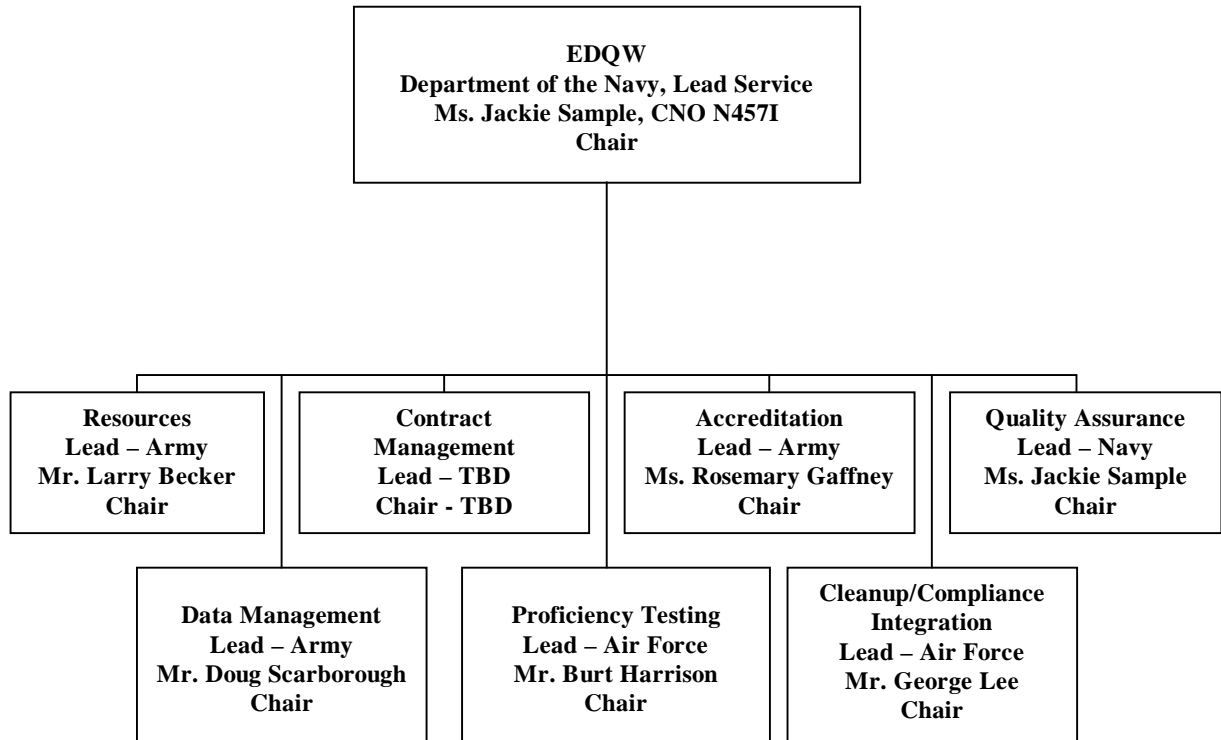 EDQW
Department of the Navy, Lead Service
Ms. Jackie Sample, CNO N457I
Chair
Resources
Lead – Army
Mr. Larry Becker
Chair
Contract
Management
Lead – TBD
Chair - TBD
Accreditation
Lead – Army
Ms. Rosemary Gaffney
Chair
Quality Assurance
Lead – Navy
Ms. Jackie Sample
Chair
Data Management
Lead – Army
Mr. Doug Scarborough
Chair
Proficiency Testing
Lead – Air Force
Mr. Burt Harrison
Chair
Cleanup/Compliance
Integration
Lead – Air Force
Mr. George Lee
Chair